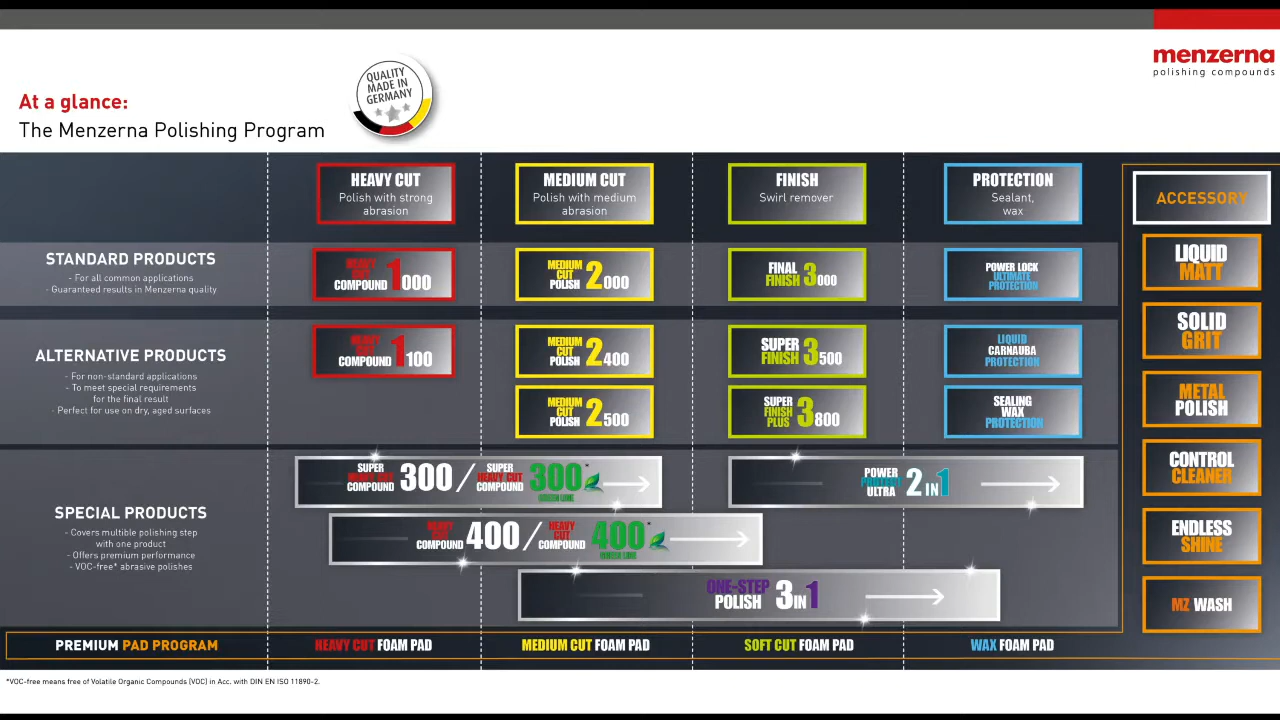 menzerna
polishing compounds
QUALITY
MADE IN
GERMANY
At a glance:
The Menzerna Polishing Program
HEAVY CUT
Polish with strong
abrasion
MEDIUM CUT
Polish with medium
abrasion
FINISH
Swirl remover
PROTECTION
Sealant,
wax
ACCESSORY
STANDARD PRODUCTS
- For all common applications
- Guaranteed results in Menzerna quality
HEAVY
CUT
COMPOUND 1000
MEDIUM
CUT
POLISH 2000
FINAL
FINISH 3000
POWER LOCK
ULTIMATE
PROTECTION
LIQUID
MATT
ALTERNATIVE PRODUCTS
- For non-standard applications
- To meet special requirements
for the final result
- Perfect for use on dry, aged surfaces
HEAVY
CUT
COMPOUND 1100
MEDIUM
CUT
POLISH 2400
SUPER
FINISH 3500
LIQUID
CARNAUBA
PROTECTION
SOLID
GRIT
MEDIUM
CUT
POLISH 2500
SUPER
FINISH
PLUS 3800
SEALING
WAX
PROTECTION
METAL
POLISH
SPECIAL PRODUCTS
- Covers multiple polishing step
with one product
- Offers premium performance
- VOC-free* abrasive polishes
SUPER
HEAVY CUT
COMPOUND 300 / SUPER
HEAVY CUT
COMPOUND 300*
GREEN LINE
POWER
PROTECT
ULTRA 2 IN 1
CONTROL
CLEANER
HEAVY
CUT
COMPOUND 400 / HEAVY
CUT
COMPOUND 400*
GREEN LINE
ENDLESS
SHINE
ONE-STEP
POLISH 3 IN 1
MZ WASH
PREMIUM PAD PROGRAM
HEAVY CUT FOAM PAD
MEDIUM CUT FOAM PAD
SOFT CUT FOAM PAD
WAX FOAM PAD
*VOC-free means free of Volatile Organic Compounds (VOC) in Acc. with DIN EN ISO 11890-2.